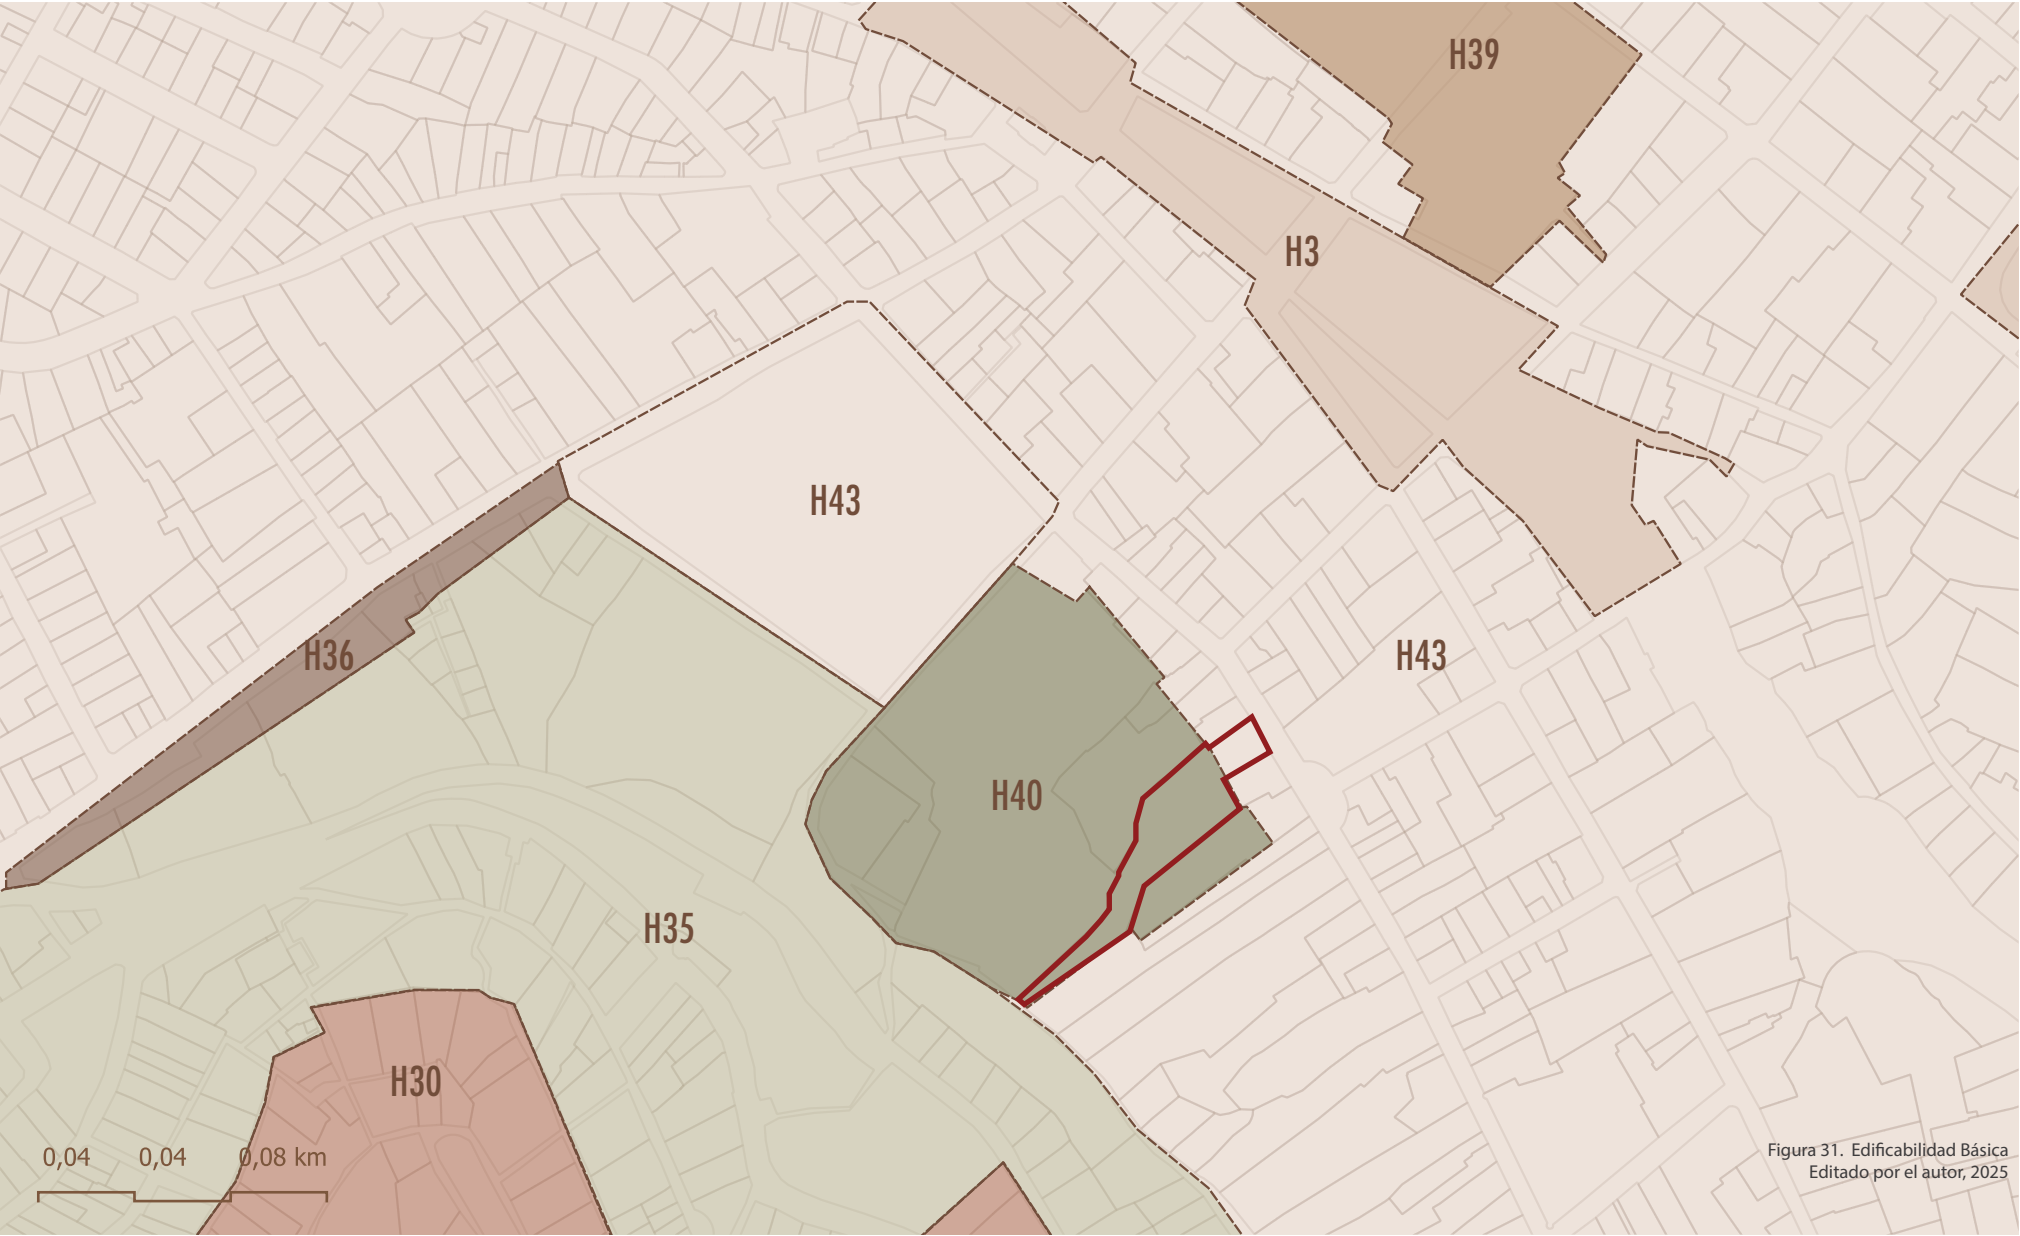 H39
H3
H43
H36
H43
H40
H35
H30
0,04 0,04 0,08 km
Figura 31. Edificabilidad Básica
Editado por el autor, 2025